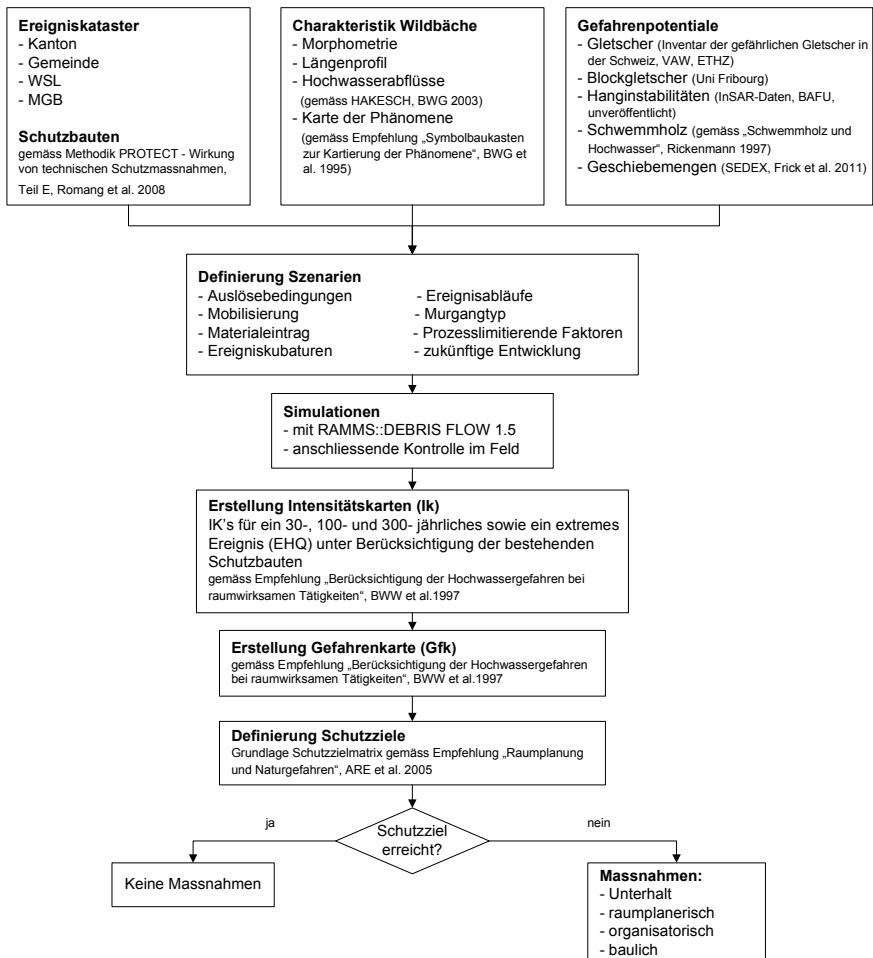 Ereigniskataster
- Kanton
- Gemeinde
- WSL
- MGB
Schutzbauten
gemäss Methodik PROTECT - Wirkung
von technischen Schutzmassnahmen,
Teil E, Romang et al. 2008
Charakteristik Wildbäche
- Morphometrie
- Längenprofil
- Hochwasserabflüsse
(gemäss HAKESCH, BWG 2003)
- Karte der Phänomene
(gemäss Empfehlung „Symbolbaukasten
zur Kartierung der Phänomene“, BWG et
al. 1995)
Gefahrenpotentiale
- Gletscher (Inventar der gefährlichen Gletscher in
der Schweiz, VAW, ETHZ)
- Blockgletscher (Uni Fribourg)
- Hanginstabilitäten (InSAR-Daten, BAFU,
unveröffentlicht)
- Schwemmholz (gemäss „Schwemmholz und
Hochwasser“, Rickenmann 1997)
- Geschiebemengen (SEDEX, Frick et al. 2011)
Definierung Szenarien
- Auslösebedingungen - Ereignisabläufe
- Mobilisierung - Murgangtyp
- Materialeintrag - Prozesslimitierende Faktoren
- Ereigniskubaturen - zukünftige Entwicklung
Simulationen
- mit RAMMS::DEBRIS FLOW 1.5
- anschliessende Kontrolle im Feld
Erstellung Intensitätskarten (Ik)
IK's für ein 30-, 100- und 300- jährliches sowie ein extremes
Ereignis (EHQ) unter Berücksichtigung der bestehenden
Schutzbauten
gemäss Empfehlung „Berücksichtigung der Hochwassergefahren bei
raumwirksamen Tätigkeiten“, BWW et al.1997
Erstellung Gefahrenkarte (Gfk)
gemäss Empfehlung „Berücksichtigung der Hochwassergefahren
bei raumwirksamen Tätigkeiten“, BWW et al.1997
Definierung Schutzziele
Grundlage Schutzzielmatrix gemäss Empfehlung „Raumplanung
und Naturgefahren“, ARE et al. 2005
ja
Schutzziel
erreicht?
nein
Keine Massnahmen
Massnahmen:
- Unterhalt
- raumplanerisch
- organisatorisch
- baulich